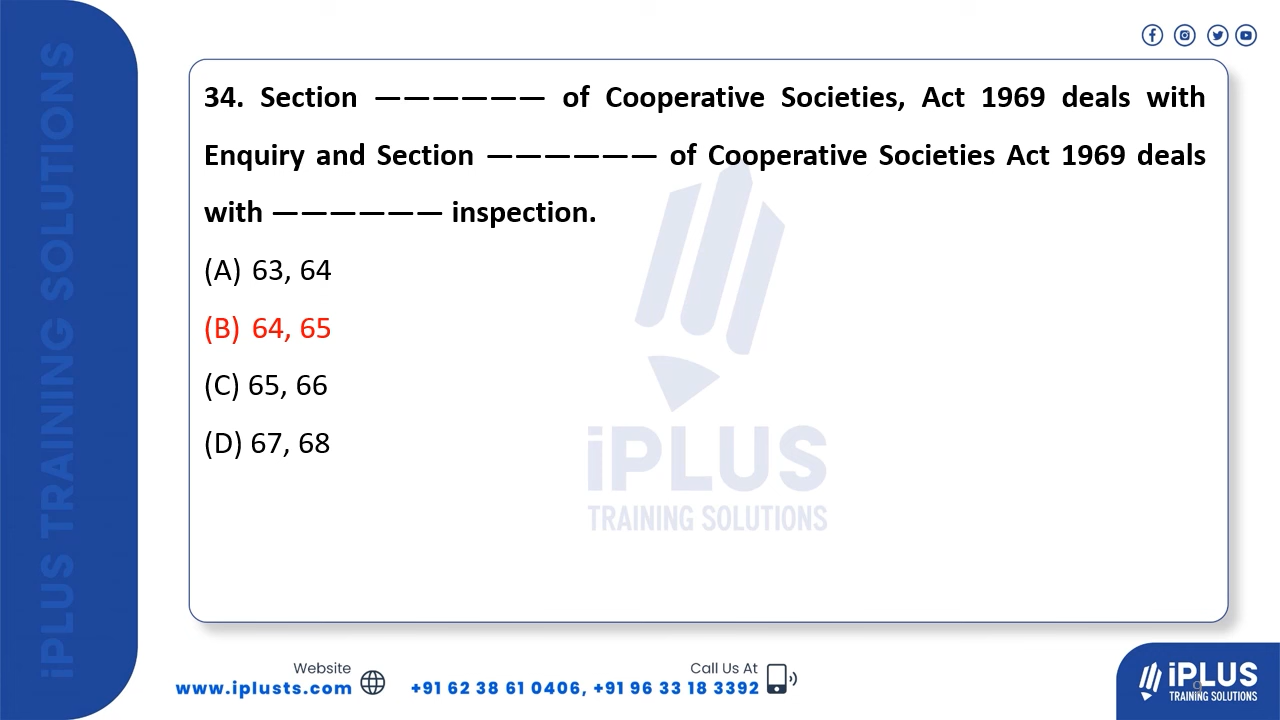 iPLUS TRAINING SOLUTIONS
34. Section —————— of Cooperative Societies, Act 1969 deals with
Enquiry and Section —————— of Cooperative Societies Act 1969 deals
with —————— inspection.
(A) 63, 64
(B) 64, 65
(C) 65, 66
(D) 67, 68
iPLUS
TRAINING SOLUTIONS
Website
www.iplusts.com
Call Us At
+91 62 38 61 0406, +91 96 33 18 3392
iPLUS
TRAINING SOLUTIONS
9